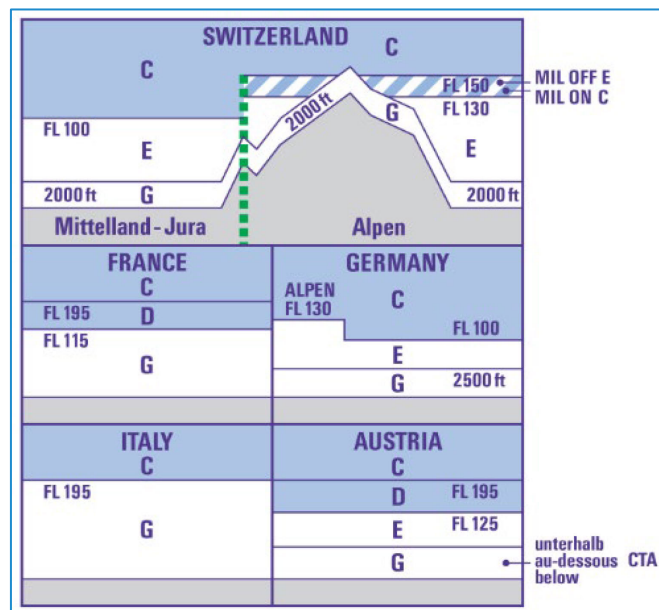 SWITZERLAND
C
C
FL 150
MIL OFF E
MIL ON C
FL 130
FL 100
2000 ft
G
E
E
2000 ft
G
2000 ft
Mittelland - Jura
Alpen
FRANCE
C
FL 195
D
FL 115
G
GERMANY
ALPEN
FL 130
C
FL 100
E
G
2500 ft
ITALY
C
FL 195
G
AUSTRIA
C
D
FL 195
E
FL 125
G
unterhalb
au-dessous CTA
below